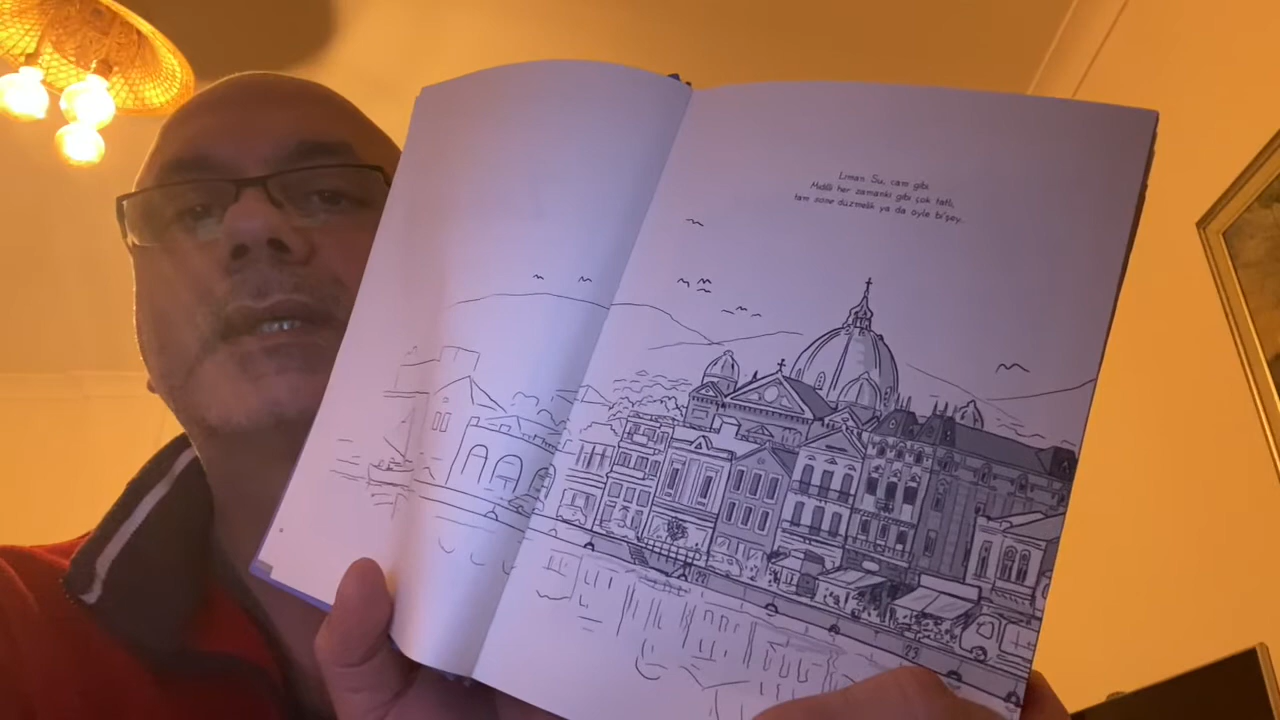 Liman Su, cam gibi
Midilli her zamanki gibi çok tatlı,
tam sone düzmelik ya da öyle bi'şey..
22
23